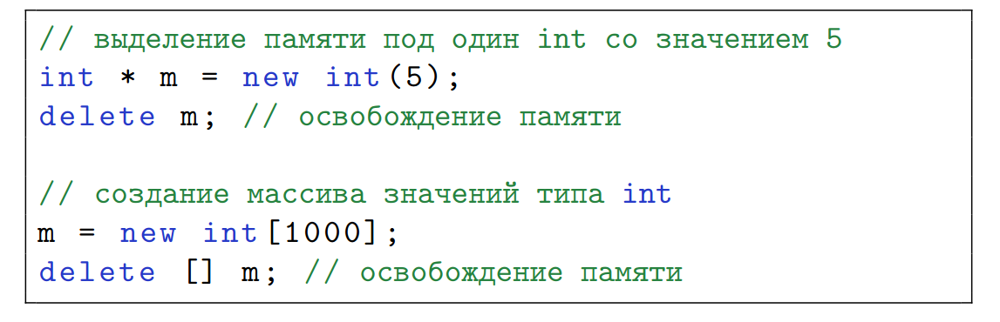 // выделение памяти под один int со значением 5
int * m = new int(5);
delete m; // освобождение памяти
// создание массива значений типа int
m = new int[1000];
delete [] m; // освобождение памяти